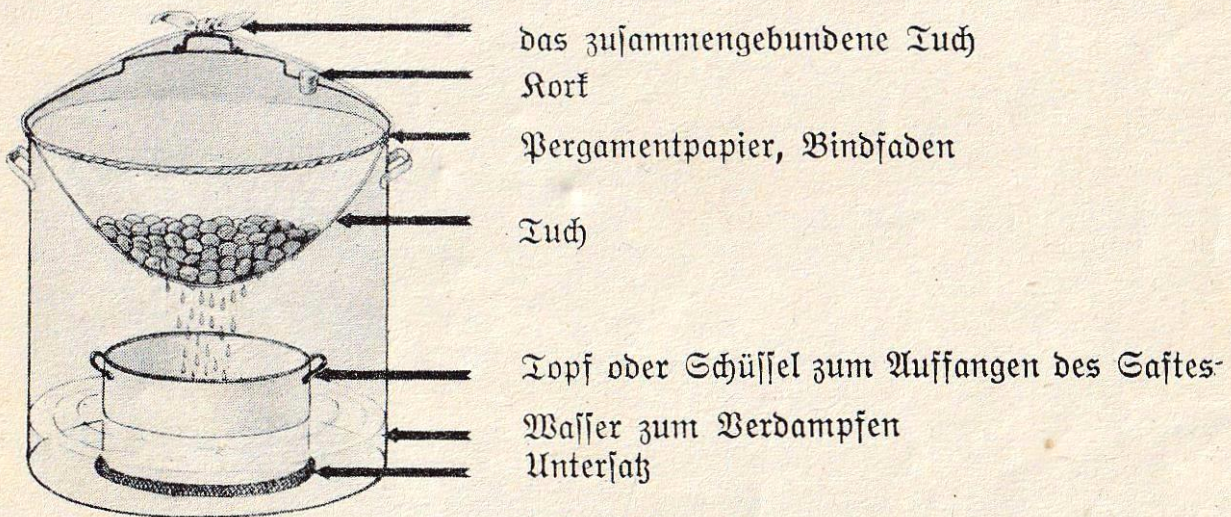 das zusammengebundene Tuch
Kork
Pergamentpapier, Bindfaden
Tuch
Topf oder Schüssel zum Auffangen des Saftes-
Wasser zum Verdampfen
Untersatz